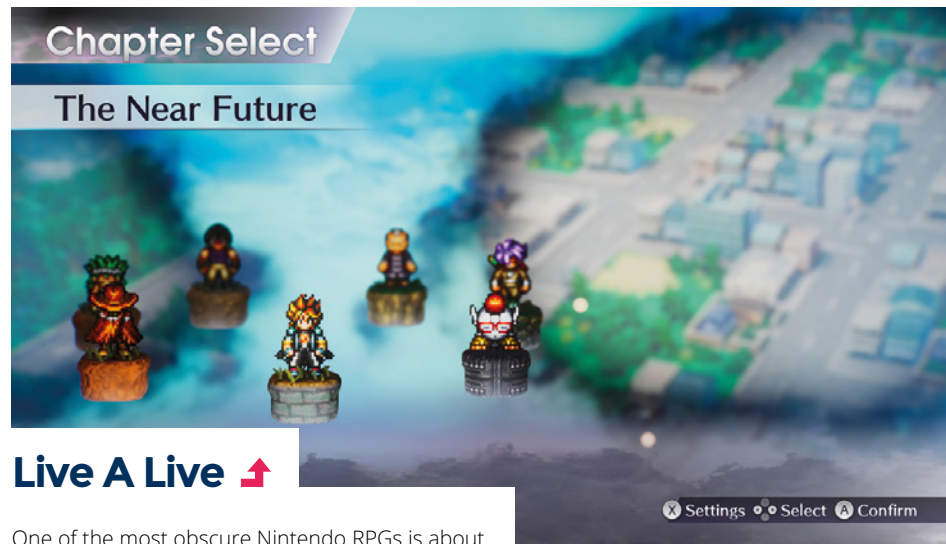 Chapter Select
The Near Future
Live A Live
X Settings Select A Confirm
One of the most obscure Nintendo RPGs is about